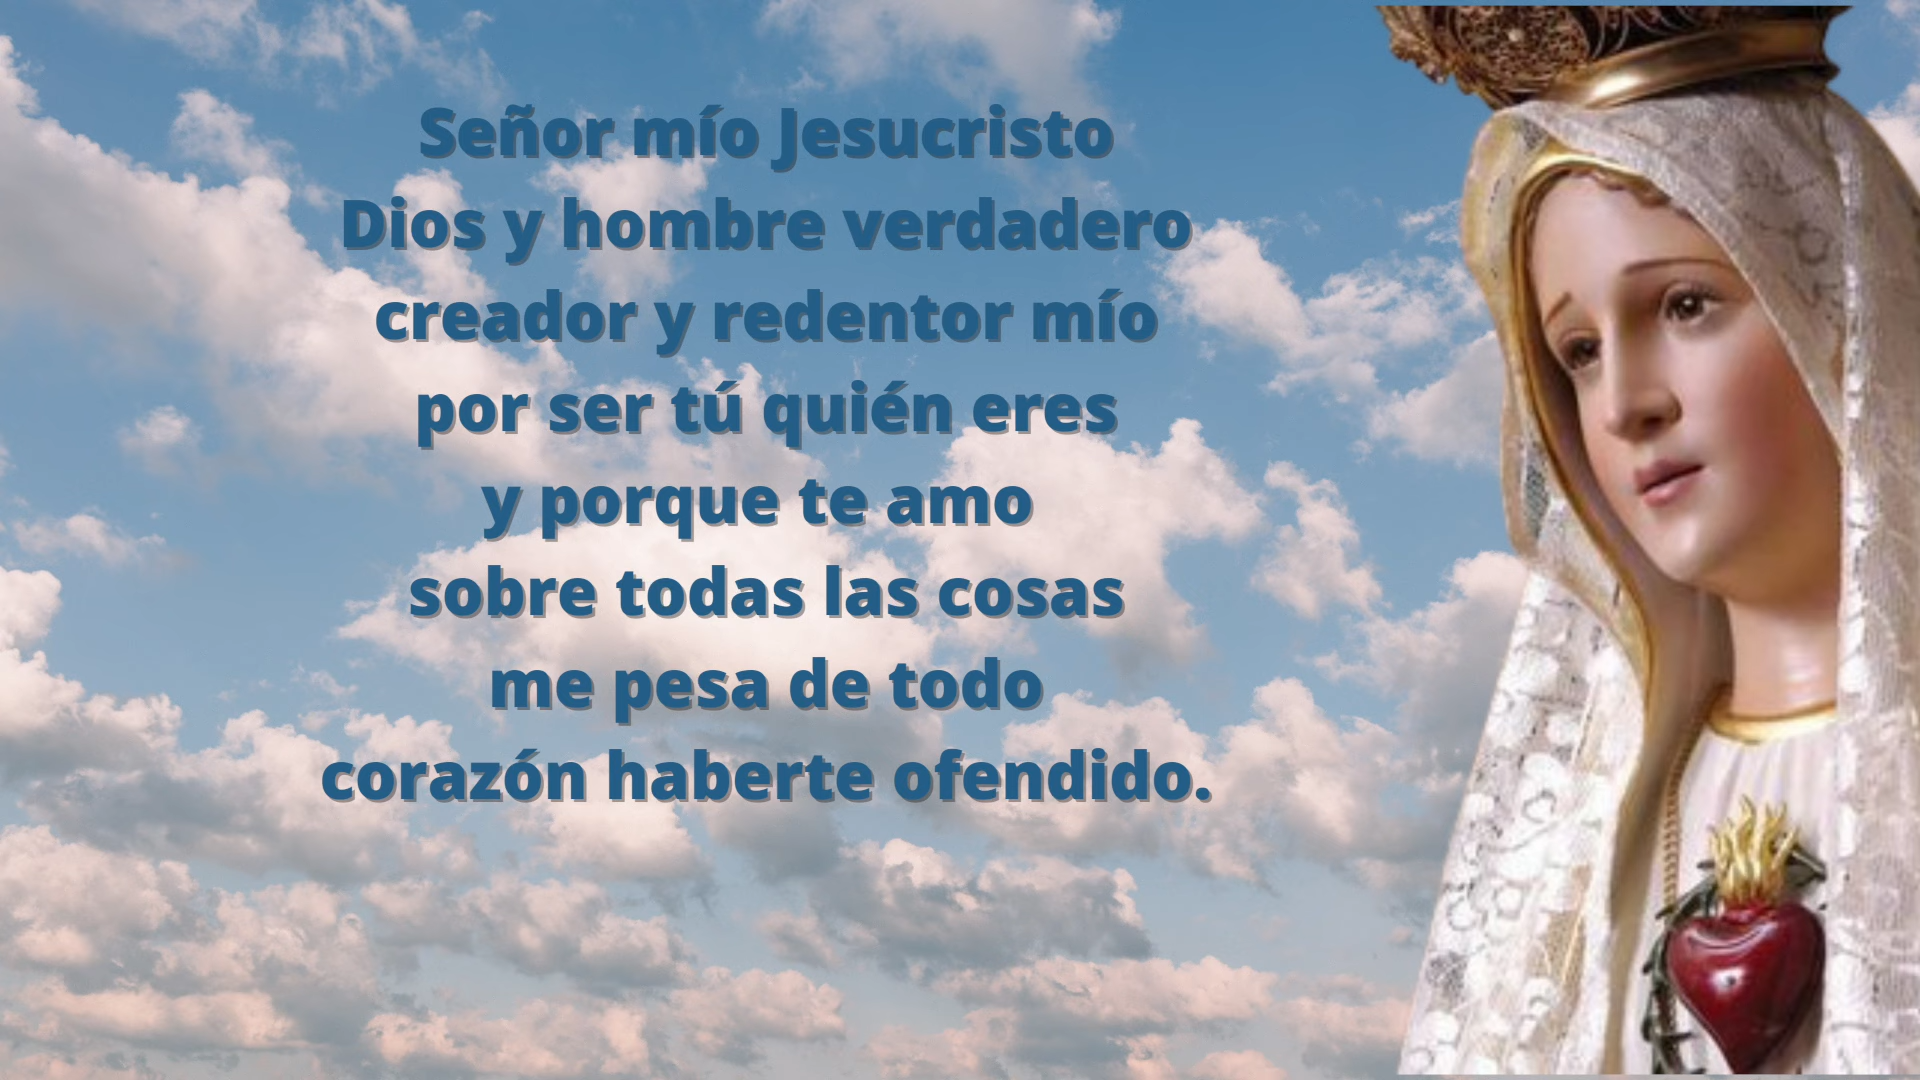 Señor mío Jesucristo
Dios y hombre verdadero
creador y redentor mío
por ser tú quién eres
y porque te amo
sobre todas las cosas
me pesa de todo
corazón haberte ofendido.